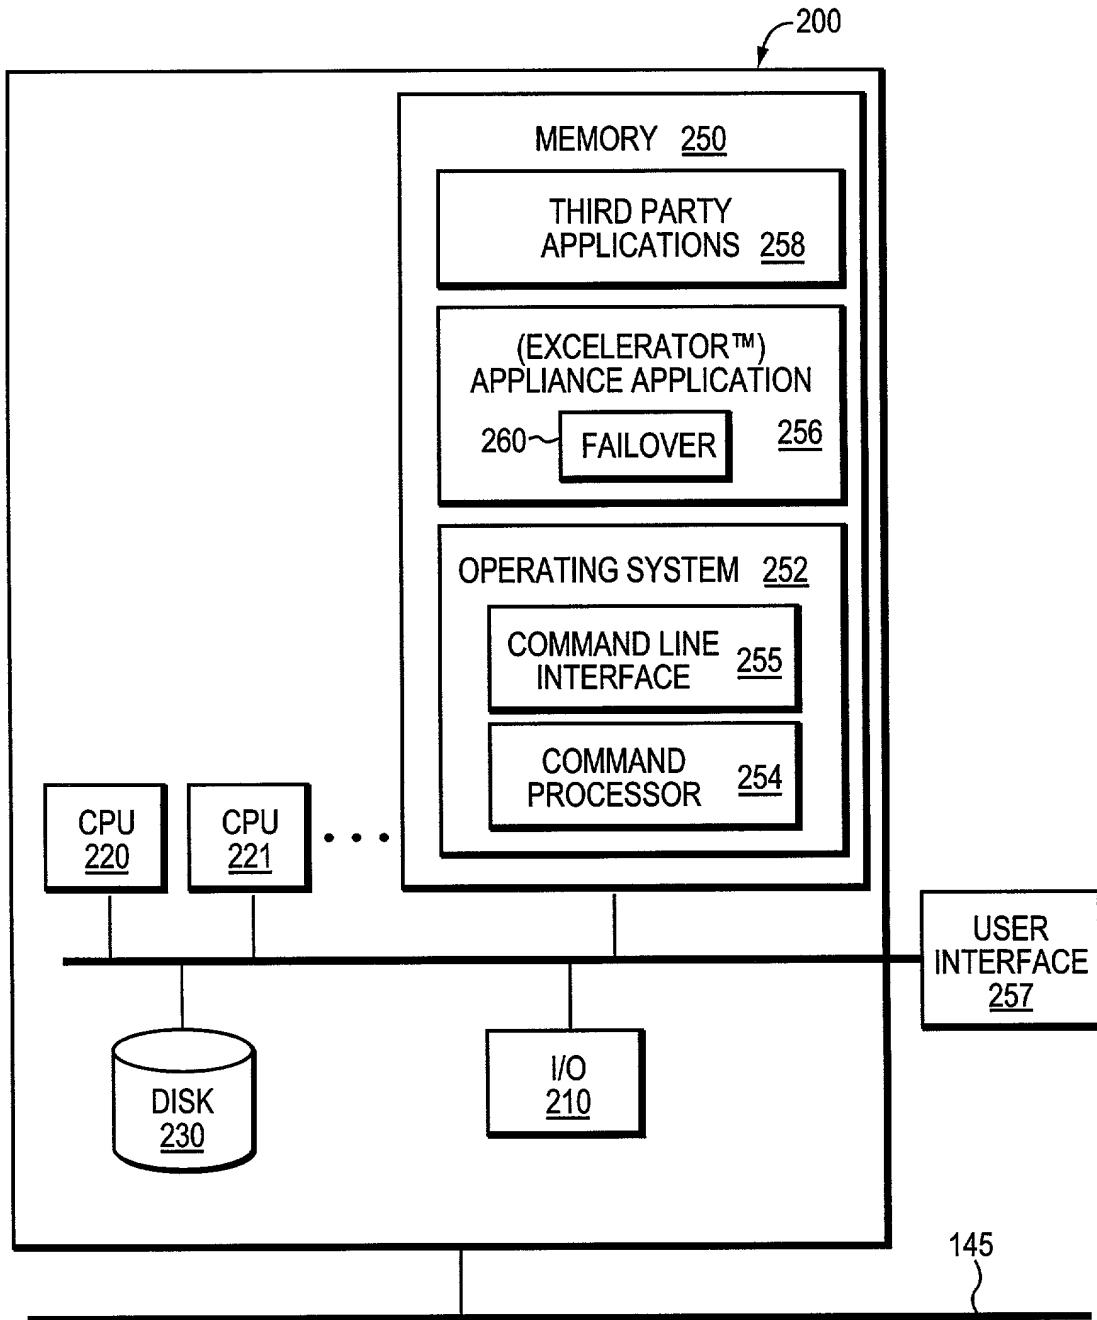 200
MEMORY 250
THIRD PARTY
APPLICATIONS 258
(EXCELERATOR™)
APPLIANCE APPLICATION
256
260 FAILOVER
OPERATING SYSTEM 252
COMMAND LINE
INTERFACE 255
COMMAND
PROCESSOR 254
CPU
220
CPU
221
USER
INTERFACE
257
DISK
230
I/O
210
145